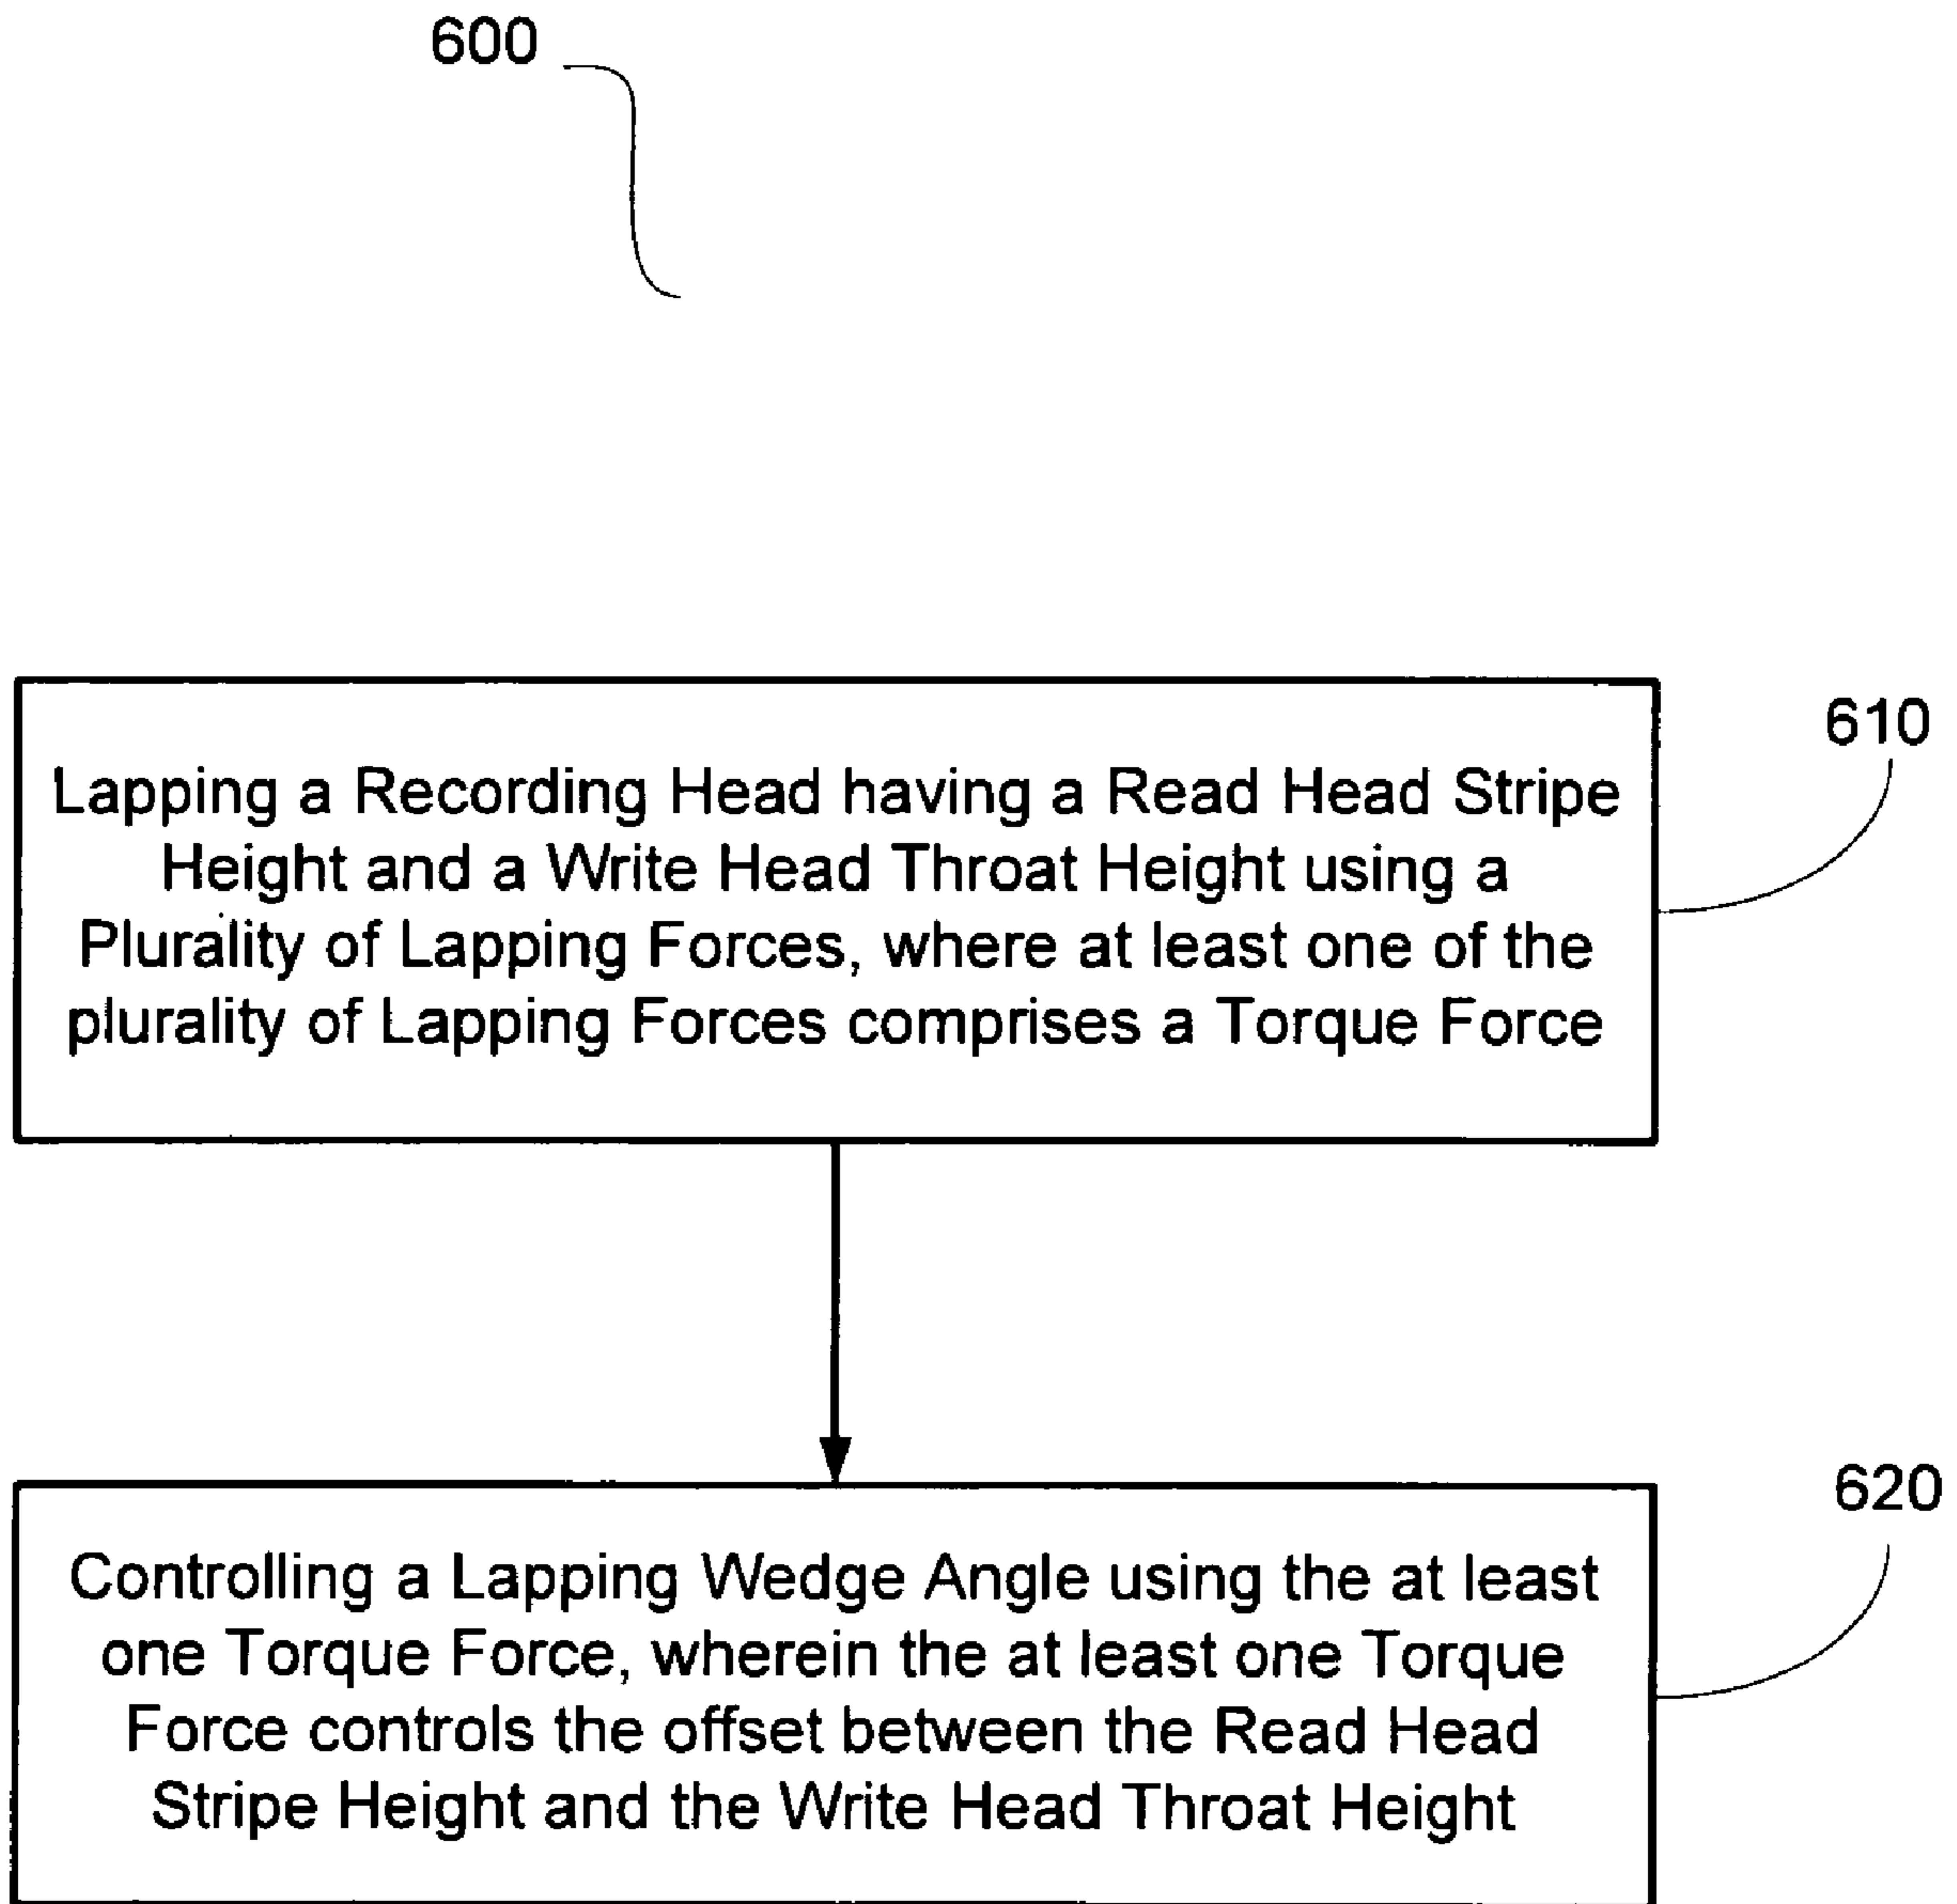 600
610
Lapping a Recording Head having a Read Head Stripe
Height and a Write Head Throat Height using a
Plurality of Lapping Forces, where at least one of the
plurality of Lapping Forces comprises a Torque Force
620
Controlling a Lapping Wedge Angle using the at least
one Torque Force, wherein the at least one Torque
Force controls the offset between the Read Head
Stripe Height and the Write Head Throat Height